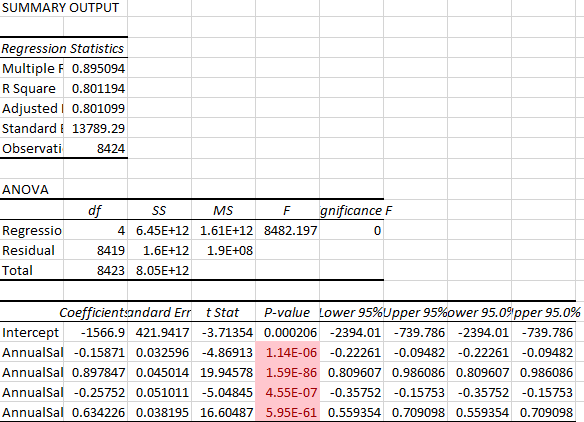 SUMMARY OUTPUT
Regression Statistics
Multiple R 0.895094
R Square 0.801194
Adjusted 0.801099
Standard E 13789.29
Observati 8424
ANOVA
df SS MS F gnificance F
Regressio 4 6.45E+12 1.61E+12 8482.197 0
Residual 8419 1.6E+12 1.9E+08
Total 8423 8.05E+12
Coefficients andard Err t Stat P-value Lower 95% Upper 95% ower 95.0% pper 95.0%
Intercept -1566.9 421.9417 -3.71354 0.000206 -2394.01 -739.786 -2394.01 -739.786
AnnualSal -0.15871 0.032596 -4.86913 1.14E-06 -0.22261 -0.09482 -0.22261 -0.09482
AnnualSal 0.897847 0.045014 19.94578 1.59E-86 0.809607 0.986086 0.809607 0.986086
AnnualSal -0.25752 0.051011 -5.04845 4.55E-07 -0.35752 -0.15753 -0.35752 -0.15753
AnnualSal 0.634226 0.038195 16.60487 5.95E-61 0.559354 0.709098 0.559354 0.709098